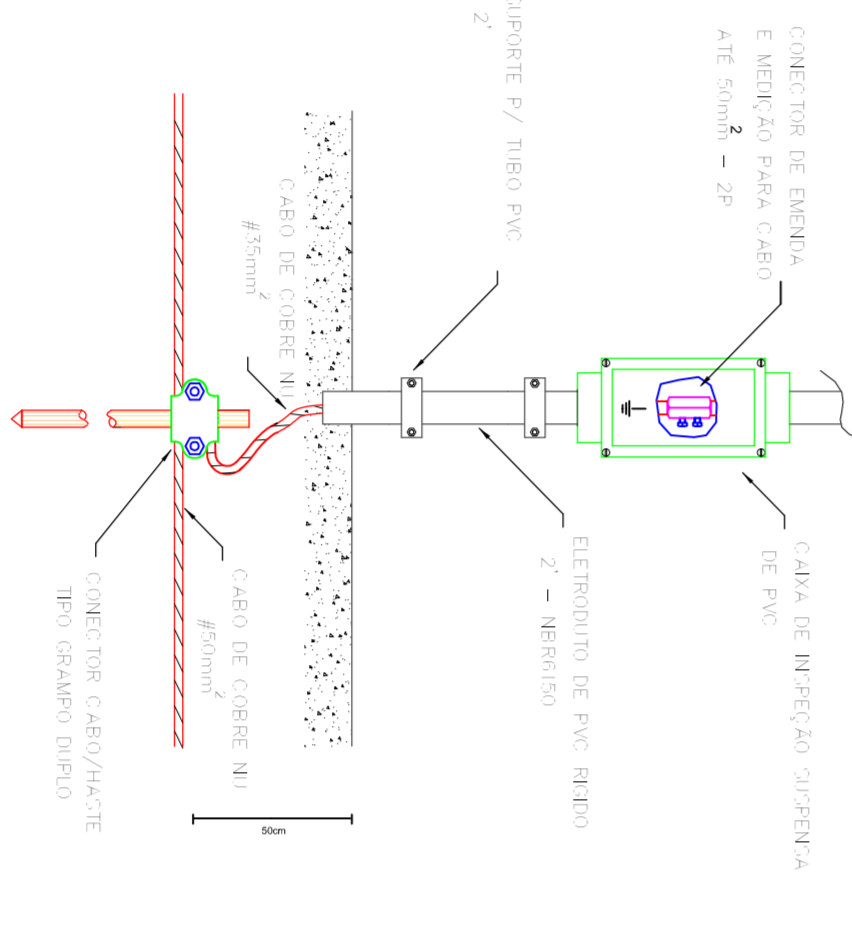 CONECTOR DE EMENDA
E MEDIÇÃO PARA CABO
ATÉ 50mm² – 2P
SUPORTE P/ TUBO PVC
2'
CABO DE COBRE NU
#35mm²
CAIXA DE INSPEÇÃO SUSPENSA
DE PVC
ELETRODUTO DE PVC RIGIDO
2' – NBR6150
CABO DE COBRE NU
#50mm²
CONECTOR CABO/HASTE
TIPO GRAMPO DUPLO
50cm